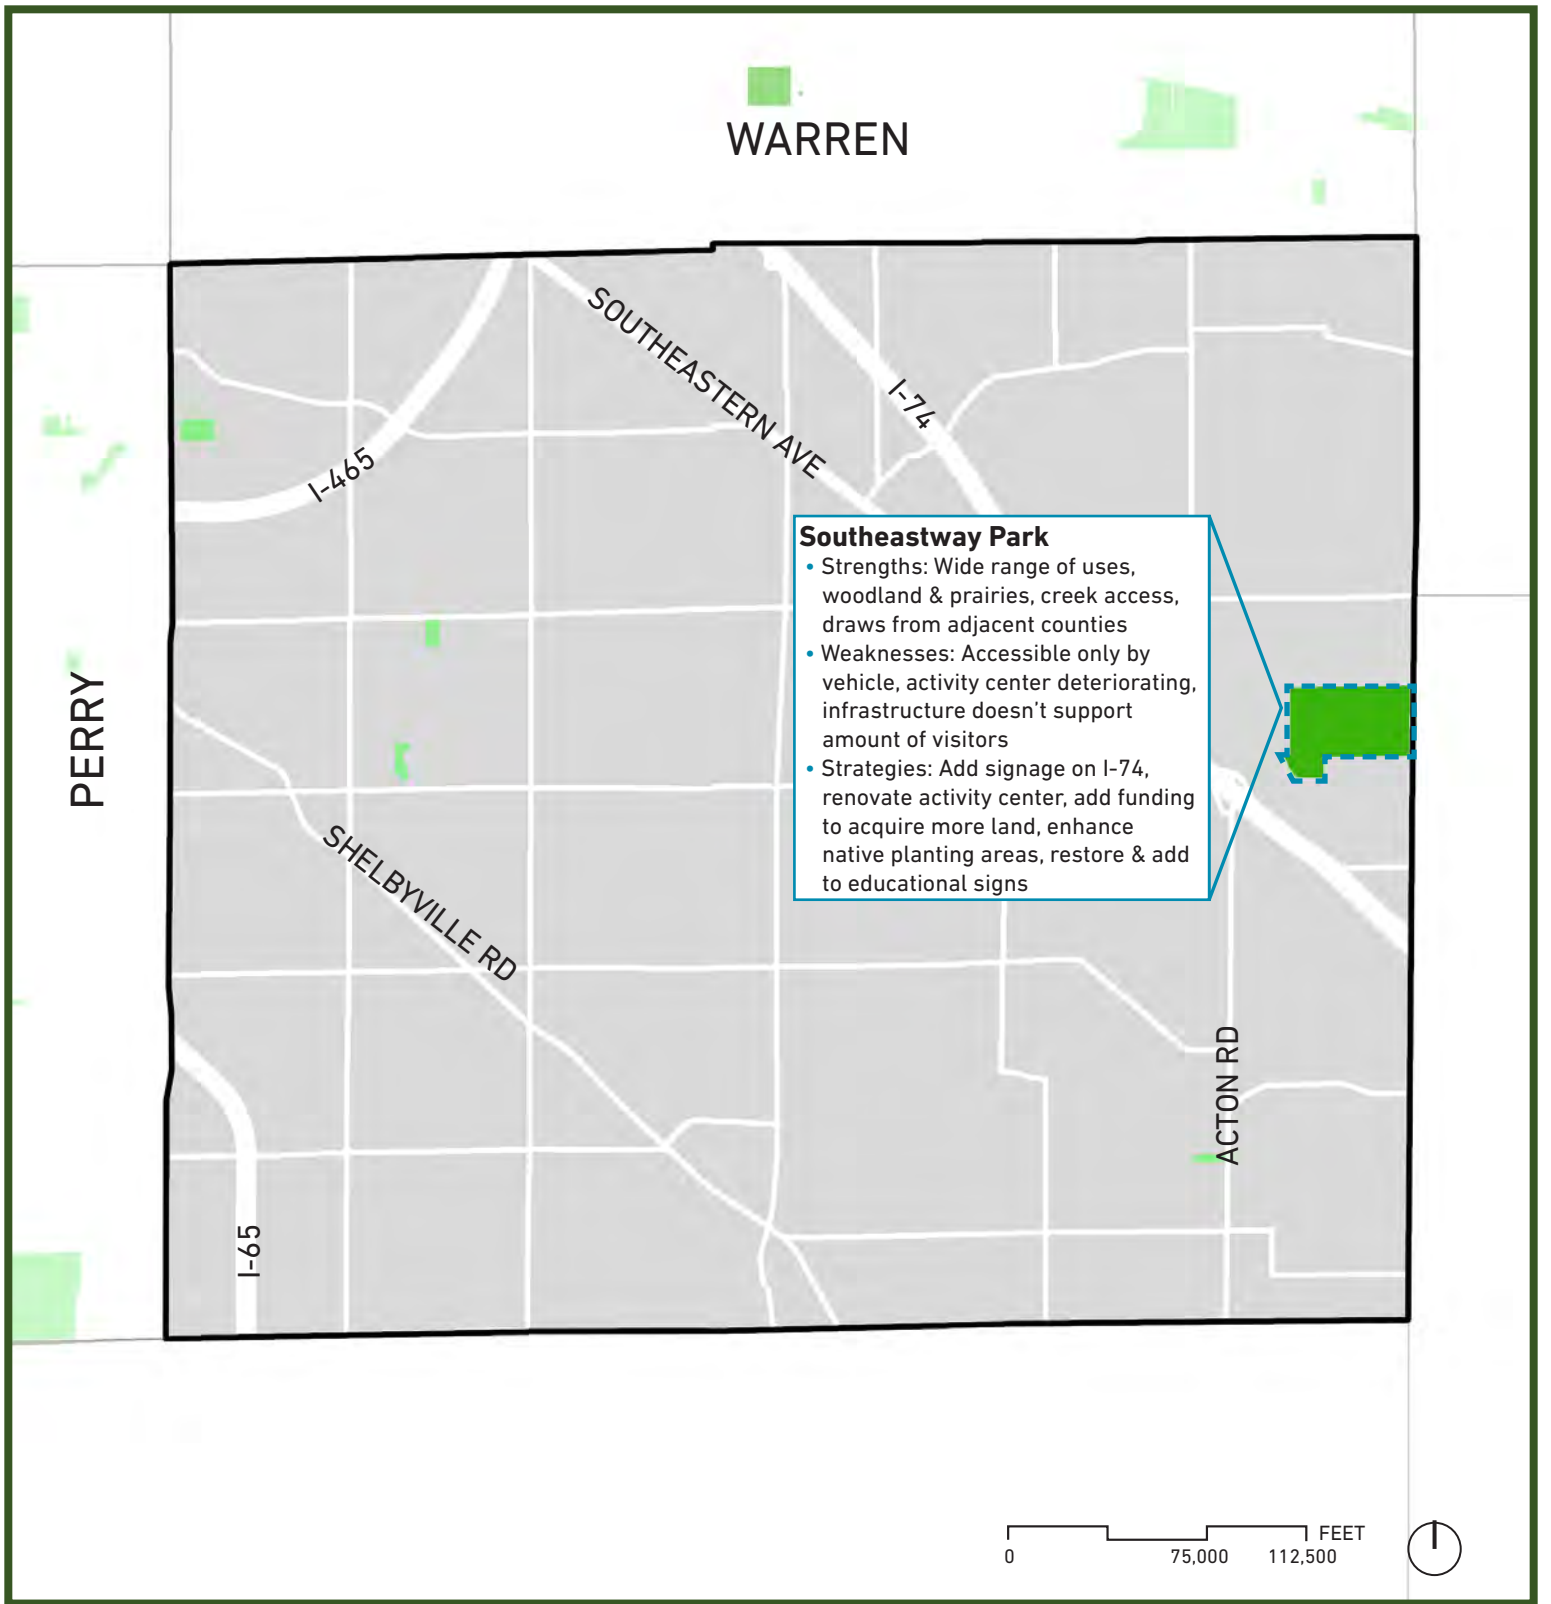 WARREN
SOUTHEASTERN AVE
I-74
I-465
Southeastway Park
• Strengths: Wide range of uses,
woodland & prairies, creek access,
draws from adjacent counties
• Weaknesses: Accessible only by
vehicle, activity center deteriorating,
infrastructure doesn't support
amount of visitors
• Strategies: Add signage on I-74,
renovate activity center, add funding
to acquire more land, enhance
native planting areas, restore & add
to educational signs
PERRY
SHELBYVILLE RD
ACTON RD
I-65
FEET
0 75,000 112,500